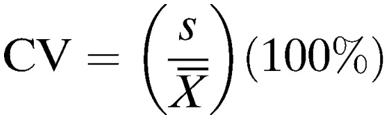 CV = (s / X̄)(100%)